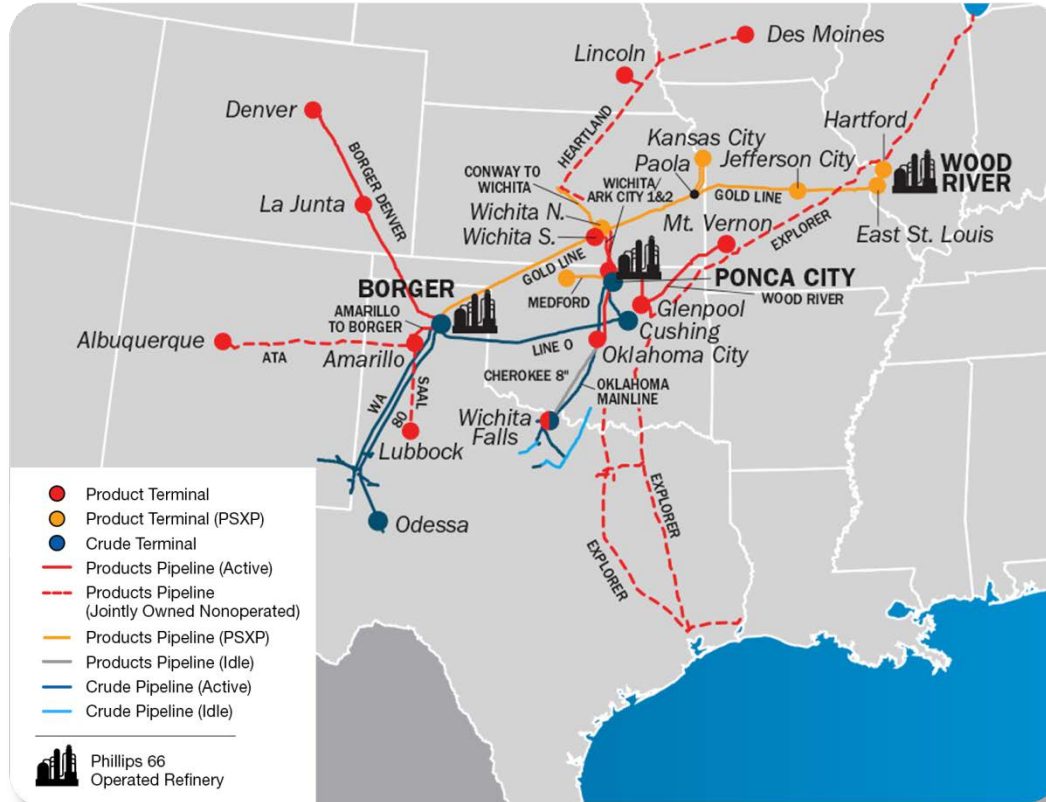 Des Moines
Lincoln
Denver
HEARTLAND
Hartford
Kansas City
Paola
Jefferson City
WOOD
RIVER
BORGER DENVER
CONWAY TO
WICHITA
WICHITA/
ARK CITY 1&2
GOLD LINE
La Junta
Wichita N.
Mt. Vernon
EXPLORER
East St. Louis
Wichita S.
GOLD LINE
BORGER
PONCA CITY
MEDFORD
WOOD RIVER
AMARILLO
TO BORGER
Glenpool
Cushing
Albuquerque
ATA
Amarillo
LINE O
Oklahoma City
CHEROKEE 8"
OKLAHOMA
MAINLINE
WA
80
SAAL
Wichita
Falls
Lubbock
Odessa
EXPLORER
EXPLORER
Product Terminal
Product Terminal (PSXP)
Crude Terminal
Products Pipeline (Active)
Products Pipeline
(Jointly Owned Nonoperated)
Products Pipeline (PSXP)
Products Pipeline (Idle)
Crude Pipeline (Active)
Crude Pipeline (Idle)
Phillips 66
Operated Refinery